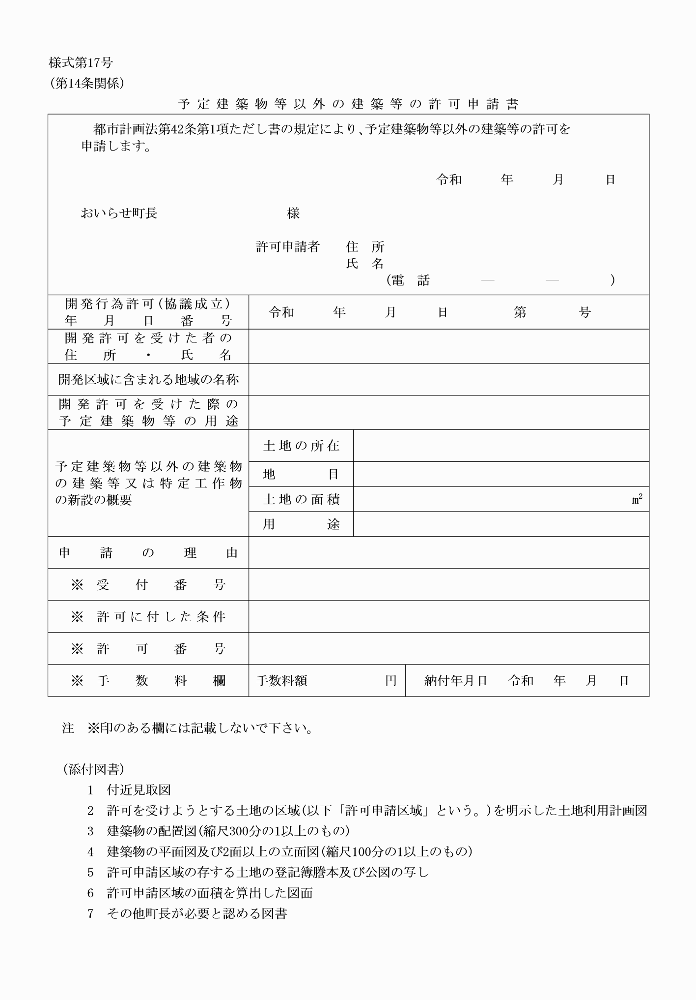 様式第17号
（第14条関係）
予定建築物等以外の建築等の許可申請書
都市計画法第42条第1項ただし書の規定により、予定建築物等以外の建築等の許可を
申請します。
令和　　　年　　　月　　　日
おいらせ町長　　　　　　　　　　様
許可申請者　　住　所
氏　名
（電　話　　　　―　　　　―　　　　）
開発行為許可（協議成立）
年　月　日　番　号
令和　　　年　　　月　　　日　　　　　第　　　　号
開発許可を受けた者の
住　所　・　氏　名
開発区域に含まれる地域の名称
開発許可を受けた際の
予定建築物等の用途
予定建築物等以外の建築物
の建築等又は特定工作物
の新設の概要
土地の所在
地　　　　目
土地の面積　　　　㎡
用　　　　途
申　請　の　理　由
※　受　付　番　号
※　許可に付した条件
※　許　可　番　号
※　手　数　料　欄　　手数料額　　　　　　円　　納付年月日　令和　年　月　日
注　※印のある欄には記載しないで下さい。
（添付図書）
1　付近見取図
2　許可を受けようとする土地の区域（以下「許可申請区域」という。）を明示した土地利用計画図
3　建築物の配置図（縮尺300分の1以上のもの）
4　建築物の平面図及び2面以上の立面図（縮尺100分の1以上のもの）
5　許可申請区域の存する土地の登記簿謄本及び公図の写し
6　許可申請区域の面積を算出した図面
7　その他町長が必要と認める図書